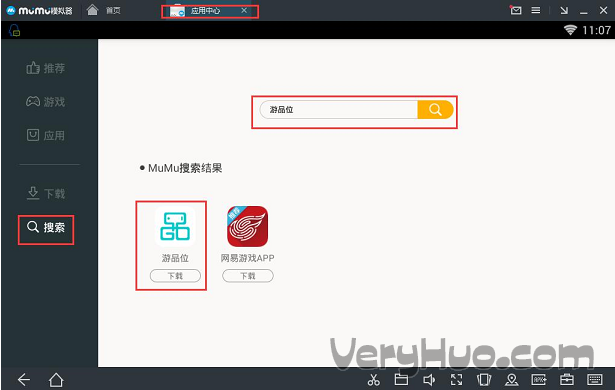 MUMU模拟器 首页 应用中心
11:07
推荐
游戏
应用
下载
搜索
游品位
MuMu搜索结果
游品位
下载
网易游戏APP
下载
VeryHuo.com